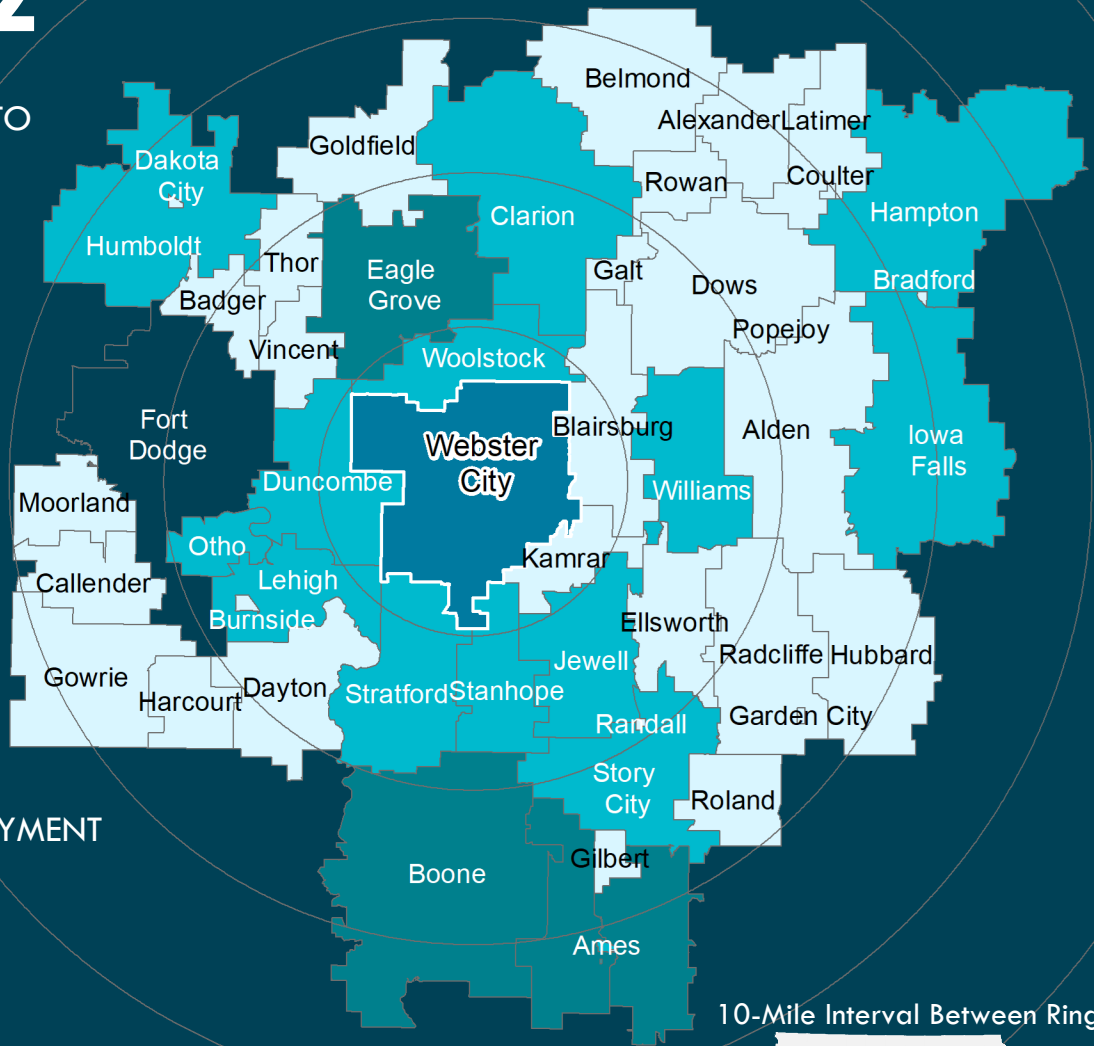 2
TO
Belmond
Alexander
Latimer
Goldfield
Dakota
City
Rowan
Coulter
Clarion
Hampton
Humboldt
Thor
Eagle
Grove
Galt
Dows
Bradford
Badger
Popejoy
Vincent
Woolstock
Fort
Dodge
Webster
City
Blairsburg
Alden
Iowa
Falls
Duncombe
Williams
Moorland
Otho
Kamrar
Callender
Lehigh
Burnside
Ellsworth
Jewell
Radcliffe
Hubbard
Gowrie
Harcourt
Dayton
Stratford
Stanhope
Randall
Garden City
Story
City
Roland
YMENT
Gilbert
Boone
Ames
10-Mile Interval Between Ring